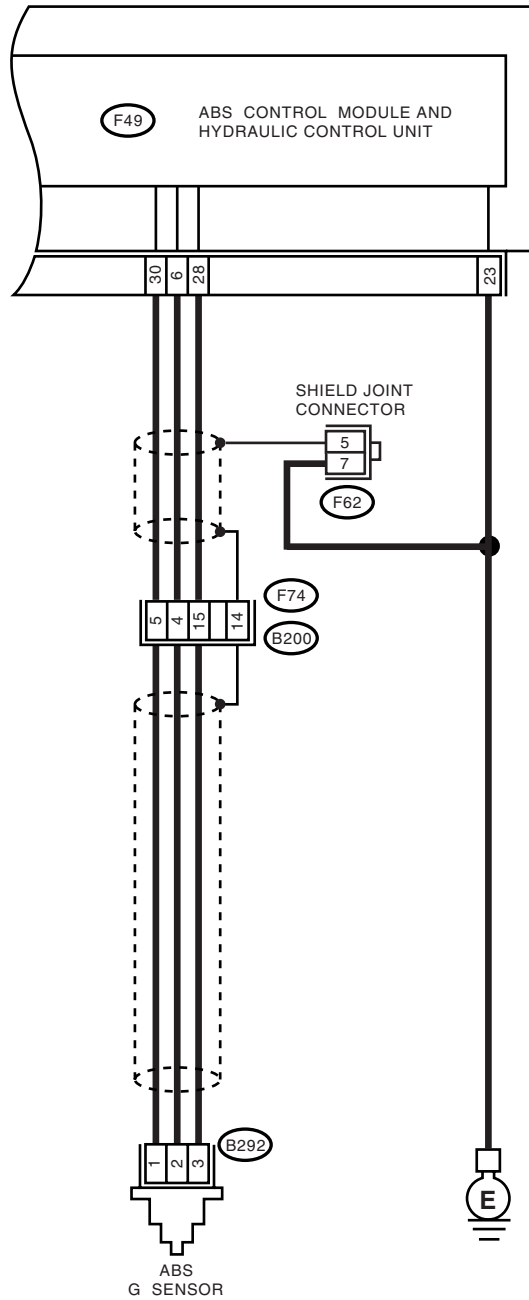 F49
ABS CONTROL MODULE AND
HYDRAULIC CONTROL UNIT
30 6 28 23
SHIELD JOINT
CONNECTOR
5
7
F62
F74
5 4 15 14
B200
B292
1 2 3
E
ABS
G SENSOR